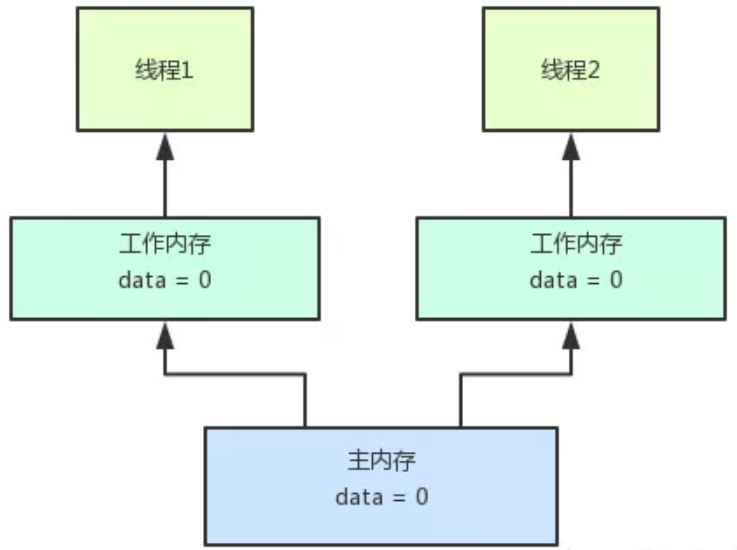 线程1
线程2
工作内存
data = 0
工作内存
data = 0
主内存
data = 0